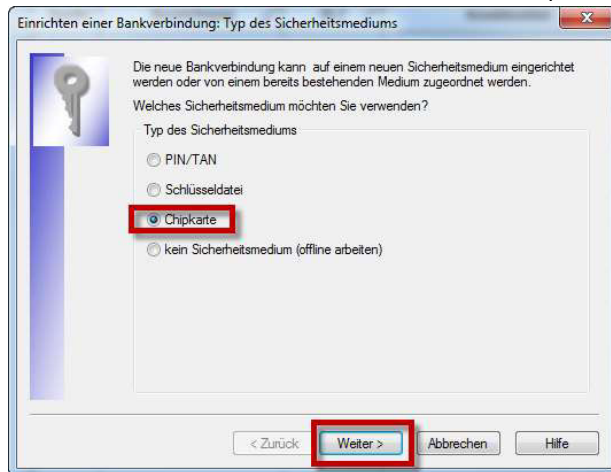 Einrichten einer Bankverbindung: Typ des Sicherheitsmediums
Die neue Bankverbindung kann auf einem neuen Sicherheitsmedium eingerichtet
werden oder von einem bereits bestehenden Medium zugeordnet werden.
Welches Sicherheitsmedium möchten Sie verwenden?
Typ des Sicherheitsmediums
PIN/TAN
Schlüsseldatei
Chipkarte
kein Sicherheitsmedium (offline arbeiten)
< Zurück Weiter > Abbrechen Hilfe